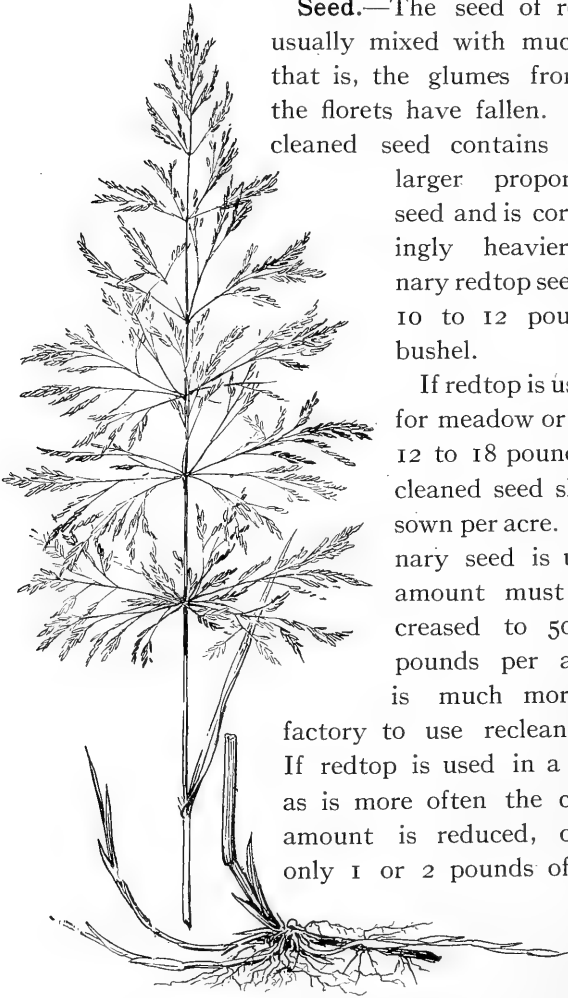 Seed.—The seed of r
usually mixed with muc
that is, the glumes fro
the florets have fallen.
cleaned seed contains
larger propor
seed and is cor
ingly heavier
nary redtop see
10 to 12 pou
bushel.
If redtop is us
for meadow or
12 to 18 pound
cleaned seed s
sown per acre.
nary seed is u
amount must
creased to 50
pounds per a
is much mor
factory to use reclean
If redtop is used in a
as is more often the c
amount is reduced, o
only 1 or 2 pounds of